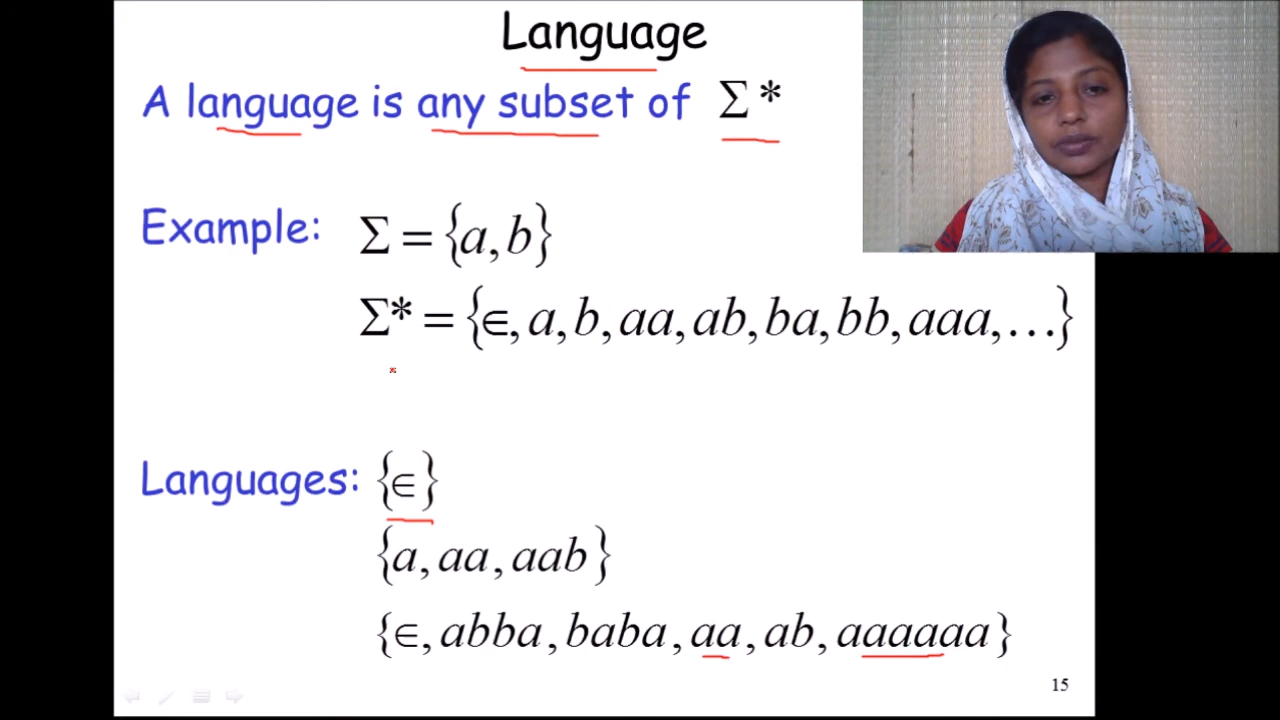 Language
A language is any subset of Σ*
Example: Σ = {a, b}
Σ* = {∈, a, b, aa, ab, ba, bb, aaa, …}
Languages: {∈}
{a, aa, aab}
{∈, abba, baba, aa, ab, aaaaaa}
15